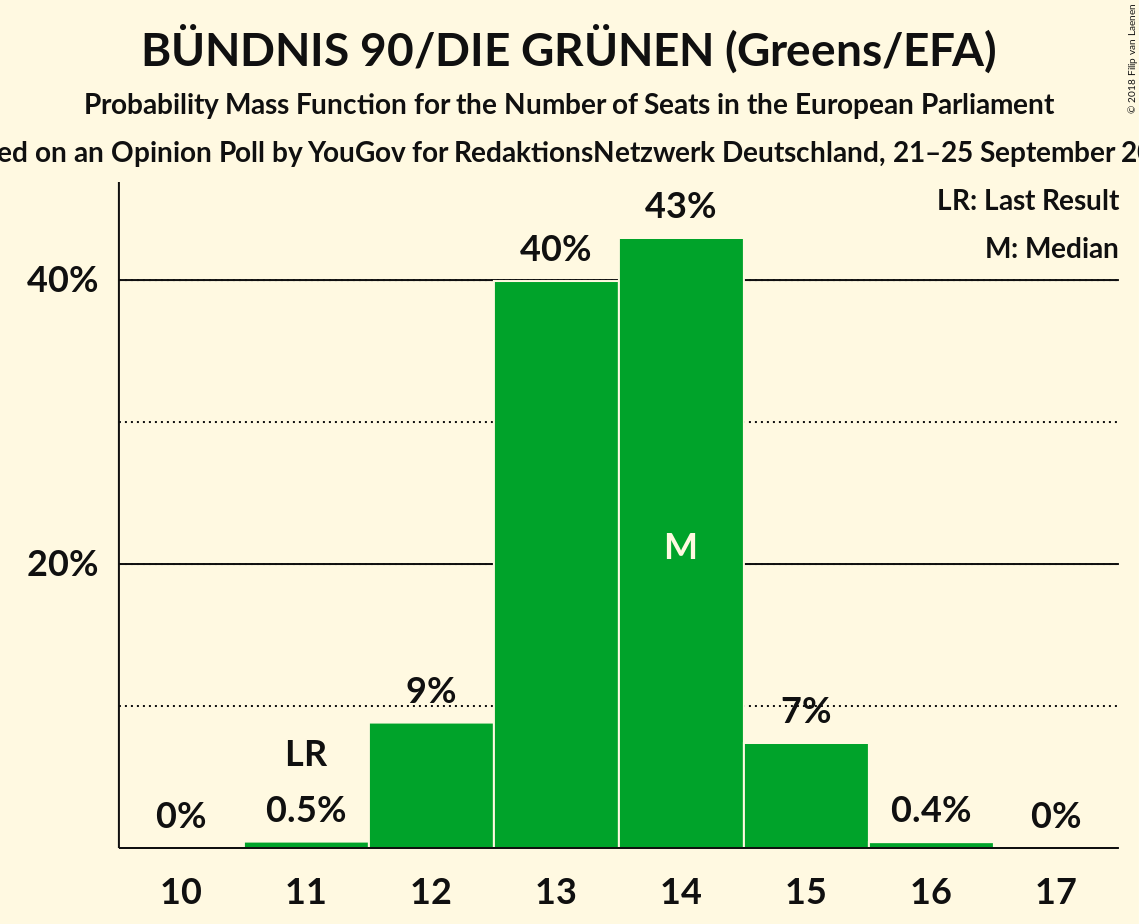 BÜNDNIS 90/DIE GRÜNEN (Greens/EFA)
Probability Mass Function for the Number of Seats in the European Parliament
on an Opinion Poll by YouGov for RedaktionsNetzwerk Deutschland, 21–25 September
© 2018 Filip van Laenen
LR: Last Result
M: Median
43%
40%
40%
M
20%
9%
7%
LR
0%
0.5%
0.4%
0%
10 11 12 13 14 15 16 17